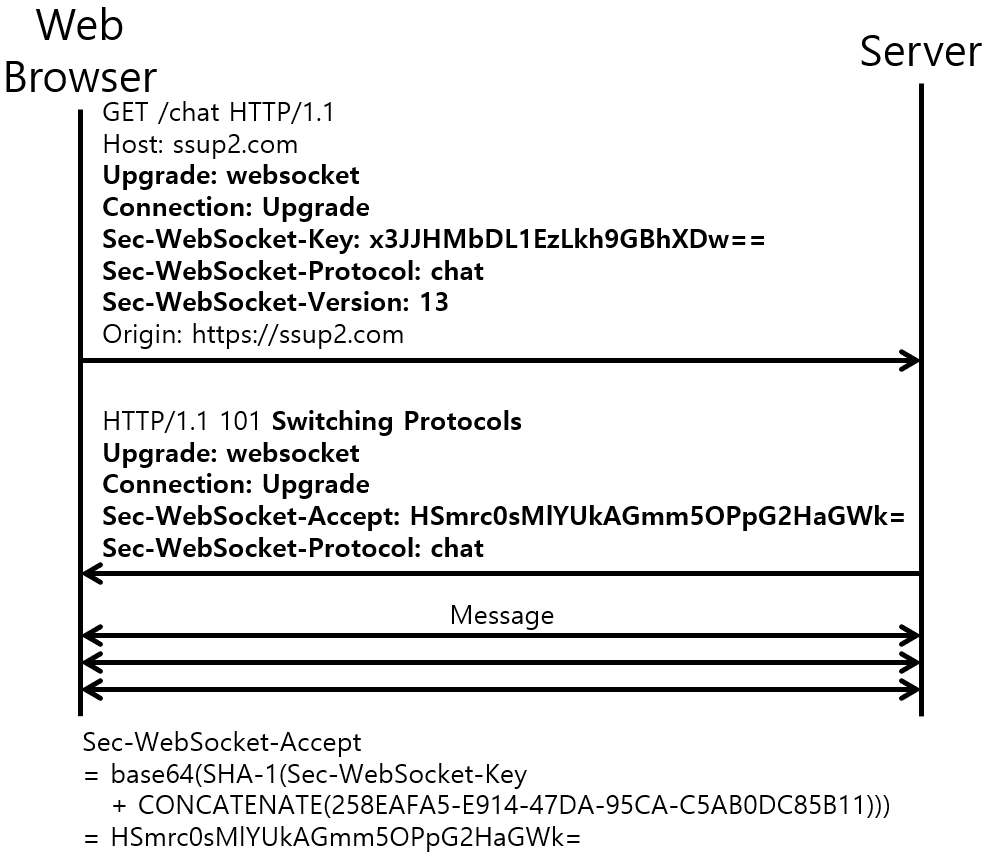 Web
Browser
Server
GET /chat HTTP/1.1
Host: ssup2.com
Upgrade: websocket
Connection: Upgrade
Sec-WebSocket-Key: x3JJHMbDL1EzLkh9GBhXDw==
Sec-WebSocket-Protocol: chat
Sec-WebSocket-Version: 13
Origin: https://ssup2.com
HTTP/1.1 101 Switching Protocols
Upgrade: websocket
Connection: Upgrade
Sec-WebSocket-Accept: HSmrc0sMlYUkAGmm5OPpG2HaGWk=
Sec-WebSocket-Protocol: chat
Message
Sec-WebSocket-Accept
= base64(SHA-1(Sec-WebSocket-Key
+ CONCATENATE(258EAFA5-E914-47DA-95CA-C5AB0DC85B11)))
= HSmrc0sMlYUkAGmm5OPpG2HaGWk=